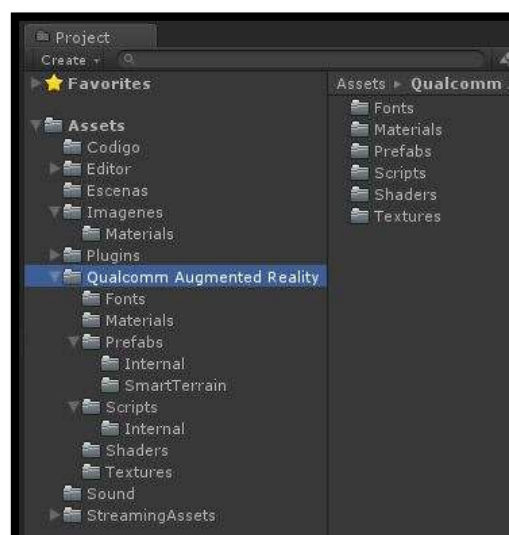 Project
Create
Favorites
Assets
Codigo
Editor
Escenas
Imagenes
Materials
Plugins
Qualcomm Augmented Reality
Fonts
Materials
Prefabs
Internal
SmartTerrain
Scripts
Internal
Shaders
Textures
Sound
StreamingAssets
Assets ▸ Qualcomm
Fonts
Materials
Prefabs
Scripts
Shaders
Textures